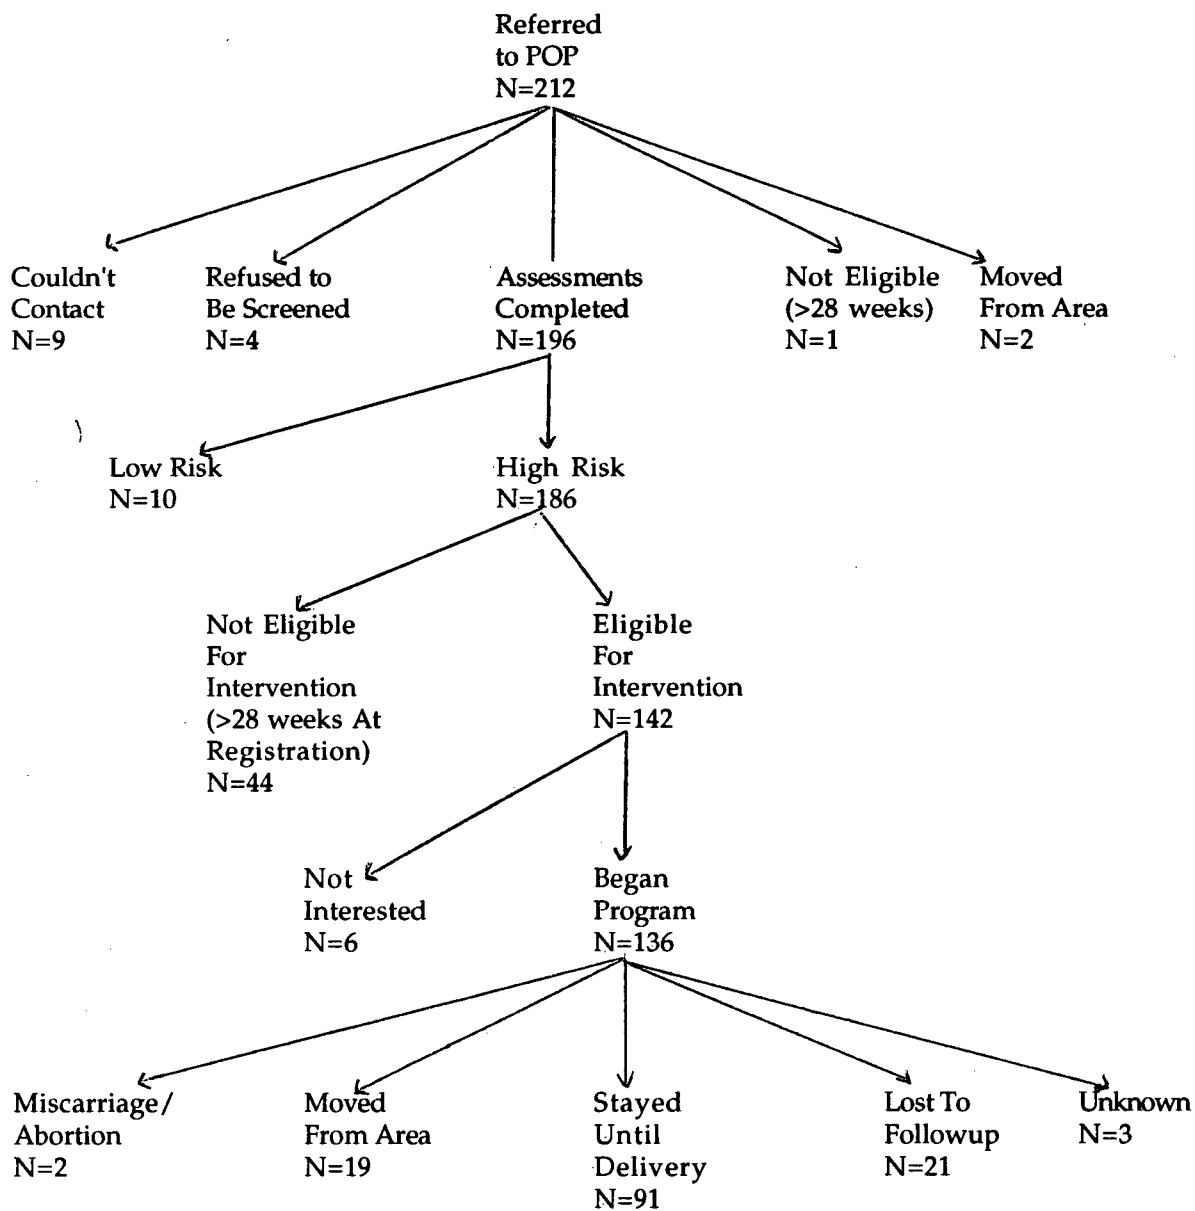 Referred
to POP
N=212
Couldn't
Contact
N=9
Refused to
Be Screened
N=4
Assessments
Completed
N=196
Not Eligible
(>28 weeks)
N=1
Moved
From Area
N=2
Low Risk
N=10
High Risk
N=186
Not Eligible
For
Intervention
(>28 weeks At
Registration)
N=44
Eligible
For
Intervention
N=142
Not
Interested
N=6
Began
Program
N=136
Miscarriage/
Abortion
N=2
Moved
From Area
N=19
Stayed
Until
Delivery
N=91
Lost To
Followup
N=21
Unknown
N=3